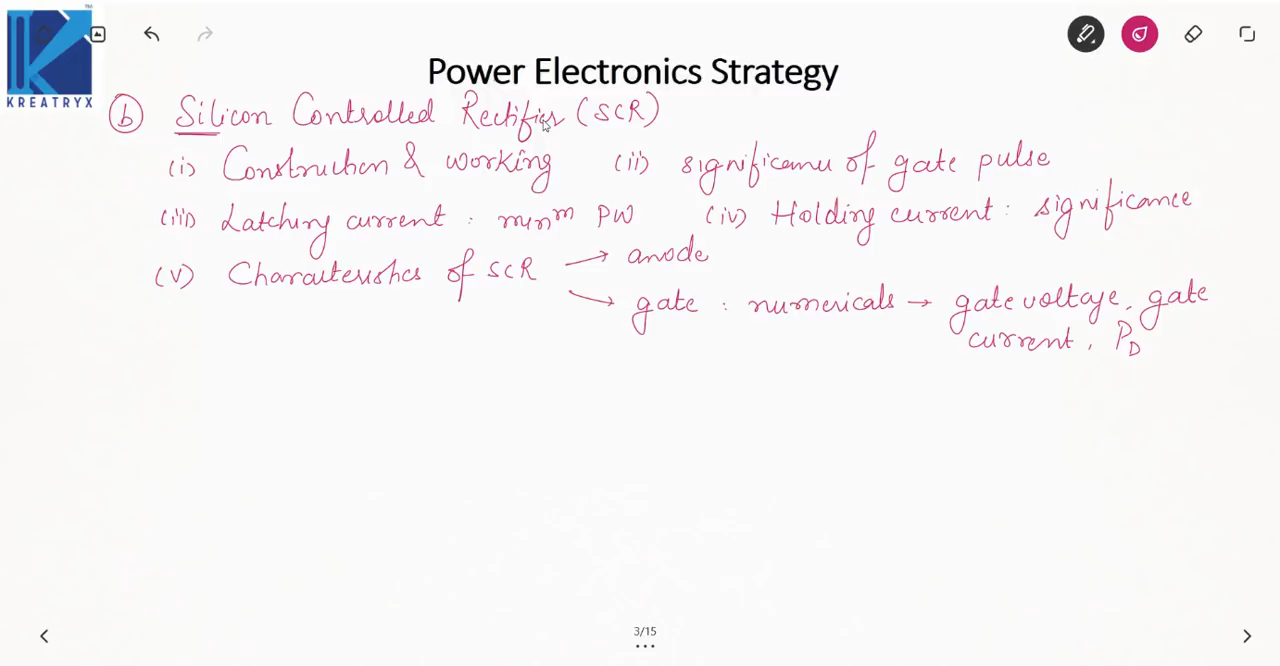 TM
KREATRYX
Power Electronics Strategy
(b) Silicon Controlled Rectifier (SCR)
(i) Construction & working (ii) significance of gate pulse
(iii) Latching current : minm PW (iv) Holding current : significance
(v) Characteristics of SCR → anode
→ gate : numericals → gate voltage, gate
current, PD
3/15